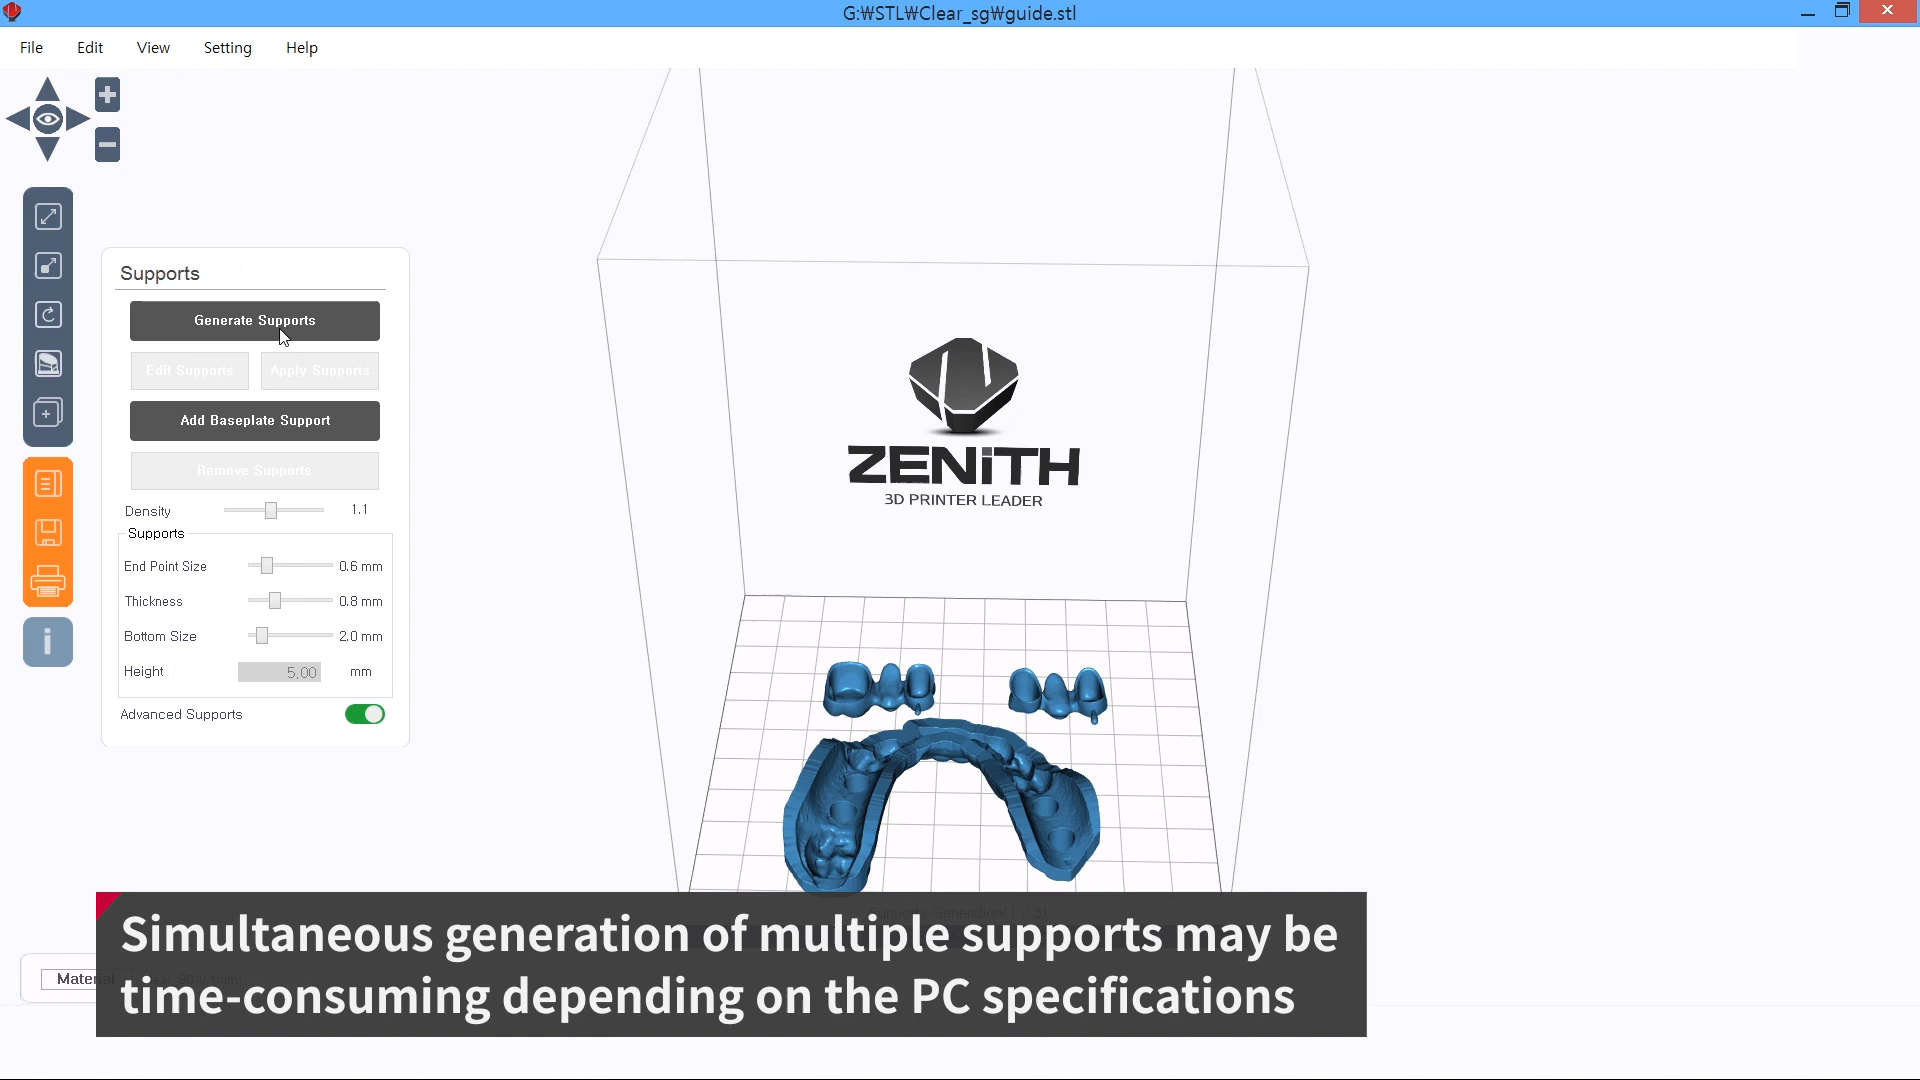 G:₩STL₩Clear_sg₩guide.stl
File Edit View Setting Help
Supports
Generate Supports
Edit Supports Apply Supports
Add Baseplate Support
Remove Supports
Density 1.1
Supports
End Point Size 0.6 mm
Thickness 0.8 mm
Bottom Size 2.0 mm
Height 5,00 mm
Advanced Supports
ZENiTH
3D PRINTER LEADER
i
Simultaneous generation of multiple supports may be
time-consuming depending on the PC specifications
Material